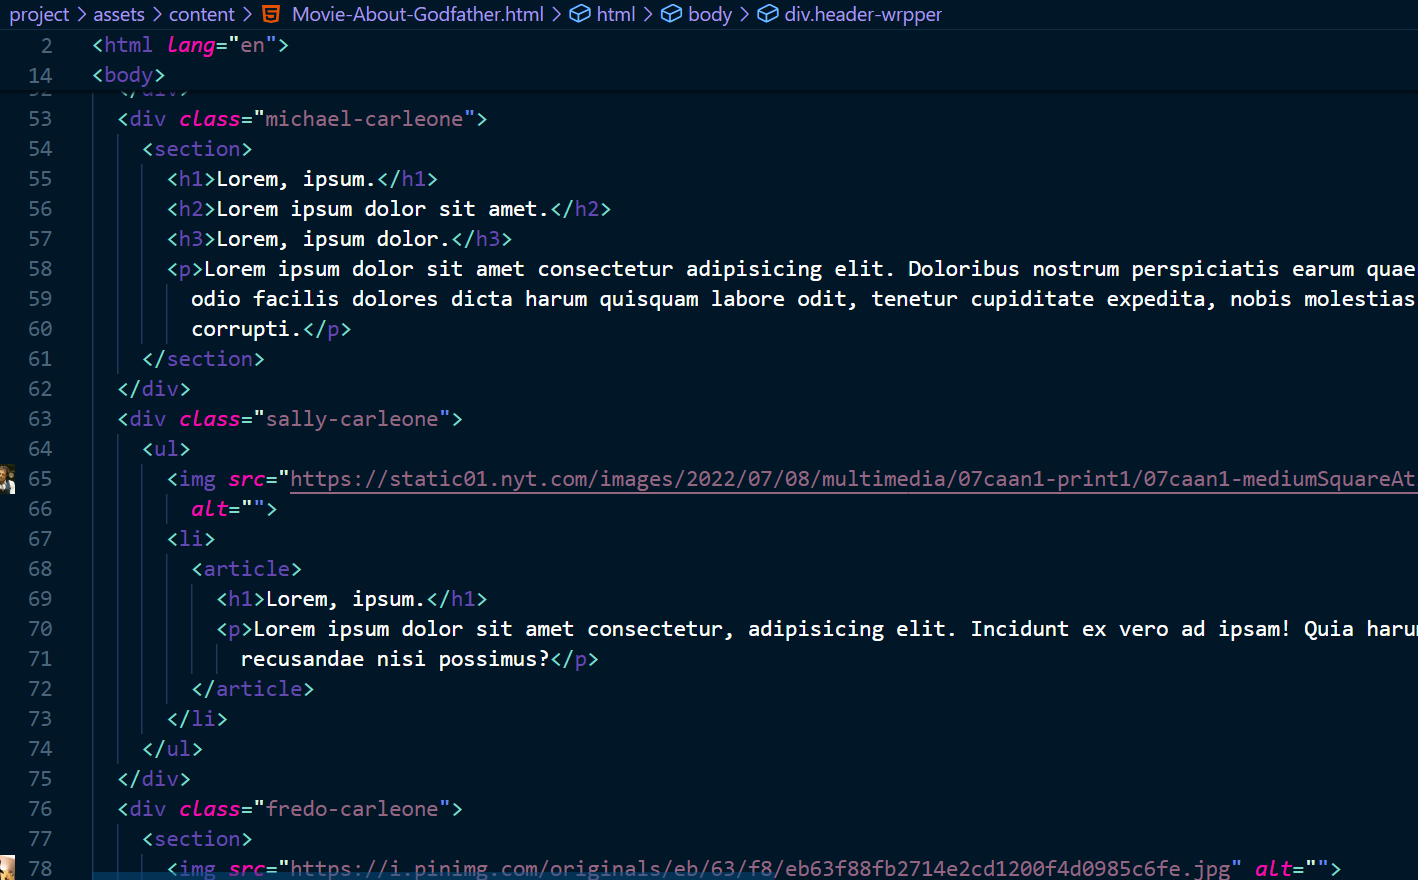 project > assets > content > Movie-About-Godfather.html > html > body > div.header-wrpper
2 <html lang="en">
14 <body>
52 </div>
53 <div class="michael-carleone">
54 <section>
55 <h1>Lorem, ipsum.</h1>
56 <h2>Lorem ipsum dolor sit amet.</h2>
57 <h3>Lorem, ipsum dolor.</h3>
58 <p>Lorem ipsum dolor sit amet consectetur adipisicing elit. Doloribus nostrum perspiciatis earum quae
59 odio facilis dolores dicta harum quisquam labore odit, tenetur cupiditate expedita, nobis molestias
60 corrupti.</p>
61 </section>
62 </div>
63 <div class="sally-carleone">
64 <ul>
65 <img src="https://static01.nyt.com/images/2022/07/08/multimedia/07caan1-print1/07caan1-mediumSquareAt
66 alt="">
67 <li>
68 <article>
69 <h1>Lorem, ipsum.</h1>
70 <p>Lorem ipsum dolor sit amet consectetur, adipisicing elit. Incidunt ex vero ad ipsam! Quia haru
71 recusandae nisi possimus?</p>
72 </article>
73 </li>
74 </ul>
75 </div>
76 <div class="fredo-carleone">
77 <section>
78 <img src="https://i.pinimg.com/originals/eb/63/f8/eb63f88fb2714e2cd1200f4d0985c6fe.jpg" alt="">